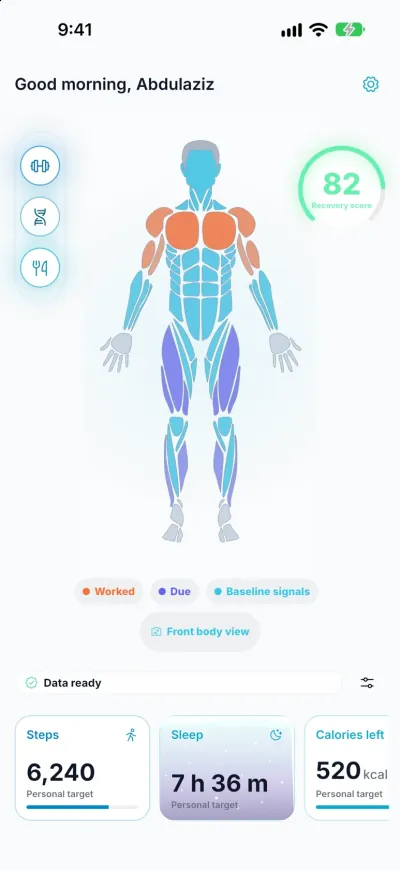 9:41
Good morning, Abdulaziz
82
Recovery score
Worked
Due
Baseline signals
Front body view
Data ready
Steps
6,240
Personal target
Sleep
7 h 36 m
Personal target
Calories left
520 kcal
Personal target